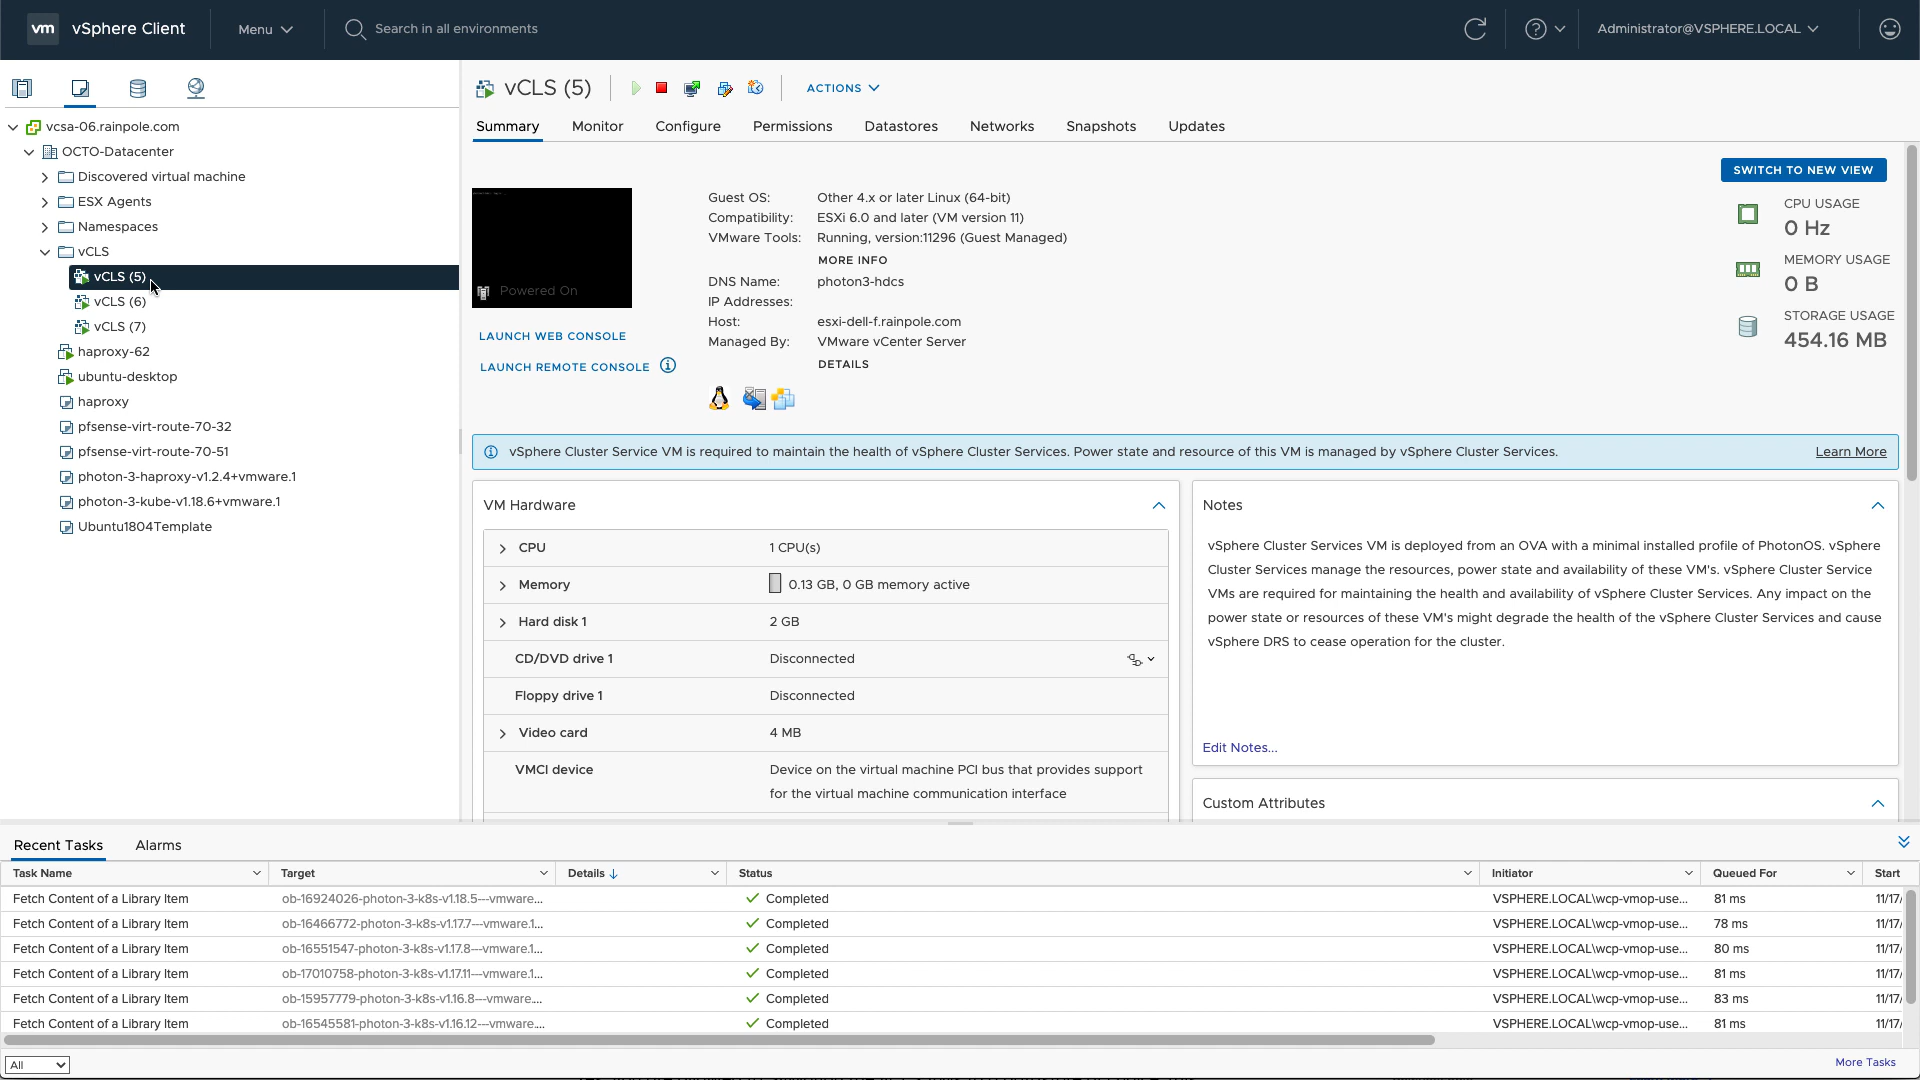 vm vSphere Client Menu Search in all environments Administrator@VSPHERE.LOCAL
vcsa-06.rainpole.com
OCTO-Datacenter
Discovered virtual machine
ESX Agents
Namespaces
vCLS
vCLS (5)
vCLS (6)
vCLS (7)
haproxy-62
ubuntu-desktop
haproxy
pfsense-virt-route-70-32
pfsense-virt-route-70-51
photon-3-haproxy-v1.2.4+vmware.1
photon-3-kube-v1.18.6+vmware.1
Ubuntu1804Template
vCLS (5) ACTIONS
Summary Monitor Configure Permissions Datastores Networks Snapshots Updates
SWITCH TO NEW VIEW
Powered On
LAUNCH WEB CONSOLE
LAUNCH REMOTE CONSOLE
Guest OS: Other 4.x or later Linux (64-bit)
Compatibility: ESXi 6.0 and later (VM version 11)
VMware Tools: Running, version:11296 (Guest Managed)
MORE INFO
DNS Name: photon3-hdcs
IP Addresses:
Host: esxi-dell-f.rainpole.com
Managed By: VMware vCenter Server
DETAILS
CPU USAGE
0 Hz
MEMORY USAGE
0 B
STORAGE USAGE
454.16 MB
vSphere Cluster Service VM is required to maintain the health of vSphere Cluster Services. Power state and resource of this VM is managed by vSphere Cluster Services. Learn More
VM Hardware
CPU 1 CPU(s)
Memory 0.13 GB, 0 GB memory active
Hard disk 1 2 GB
CD/DVD drive 1 Disconnected
Floppy drive 1 Disconnected
Video card 4 MB
VMCI device Device on the virtual machine PCI bus that provides support
for the virtual machine communication interface
Notes
vSphere Cluster Services VM is deployed from an OVA with a minimal installed profile of PhotonOS. vSphere
Cluster Services manage the resources, power state and availability of these VM's. vSphere Cluster Service
VMs are required for maintaining the health and availability of vSphere Cluster Services. Any impact on the
power state or resources of these VM's might degrade the health of the vSphere Cluster Services and cause
vSphere DRS to cease operation for the cluster.
Edit Notes...
Custom Attributes
Recent Tasks Alarms
Task Name Target Details Status Initiator Queued For Start
Fetch Content of a Library Item ob-16924026-photon-3-k8s-v1.18.5---vmware... Completed VSPHERE.LOCAL\wcp-vmop-use... 81 ms 11/17/
Fetch Content of a Library Item ob-16466772-photon-3-k8s-v1.17.7---vmware.1... Completed VSPHERE.LOCAL\wcp-vmop-use... 78 ms 11/17/
Fetch Content of a Library Item ob-16551547-photon-3-k8s-v1.17.8---vmware.1... Completed VSPHERE.LOCAL\wcp-vmop-use... 80 ms 11/17/
Fetch Content of a Library Item ob-17010758-photon-3-k8s-v1.17.11---vmware.1... Completed VSPHERE.LOCAL\wcp-vmop-use... 81 ms 11/17/
Fetch Content of a Library Item ob-15957779-photon-3-k8s-v1.16.8---vmware.... Completed VSPHERE.LOCAL\wcp-vmop-use... 83 ms 11/17/
Fetch Content of a Library Item ob-16545581-photon-3-k8s-v1.16.12---vmware.... Completed VSPHERE.LOCAL\wcp-vmop-use... 81 ms 11/17/
All More Tasks